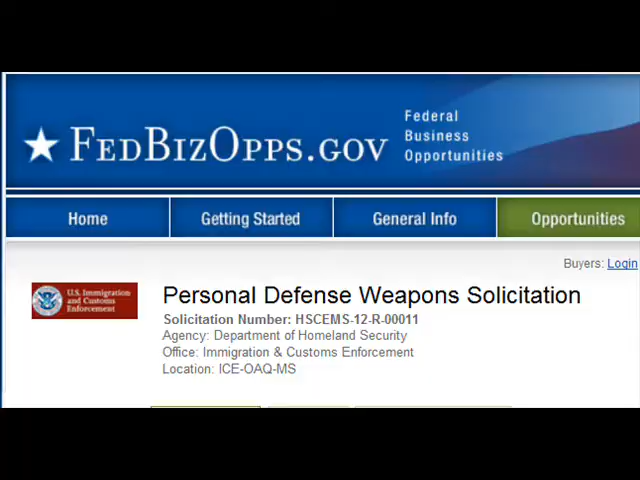 FEDBIZOPPS.GOV
Federal
Business
Opportunities
Home
Getting Started
General Info
Opportunities
Buyers: Login
U.S. Immigration
and Customs
Enforcement
Personal Defense Weapons Solicitation
Solicitation Number: HSCEMS-12-R-00011
Agency: Department of Homeland Security
Office: Immigration & Customs Enforcement
Location: ICE-OAQ-MS